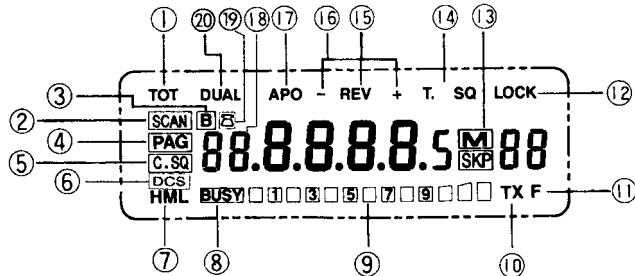 ① ⑳ ⑲ ⑱ ⑰ ⑯ ⑮ ⑭ ⑬
TOT DUAL APO − REV + T. SQ LOCK ⑫
③
② SCAN B
④ PAG 88.8.8.8.8.5 M 88
⑤ C.SQ SKP
⑥ DCS
HML BUSY 1 3 5 7 9 TX F ⑪
⑦ ⑧ ⑨ ⑩